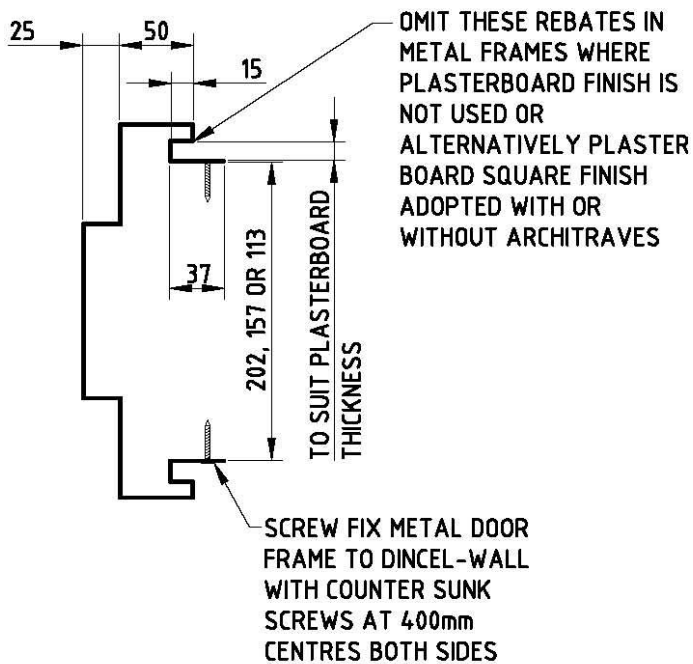 25
50
15
OMIT THESE REBATES IN
METAL FRAMES WHERE
PLASTERBOARD FINISH IS
NOT USED OR
ALTERNATIVELY PLASTER
BOARD SQUARE FINISH
ADOPTED WITH OR
WITHOUT ARCHITRAVES
37
202, 157 OR 113
TO SUIT PLASTERBOARD
THICKNESS
SCREW FIX METAL DOOR
FRAME TO DINCEL-WALL
WITH COUNTER SUNK
SCREWS AT 400mm
CENTRES BOTH SIDES